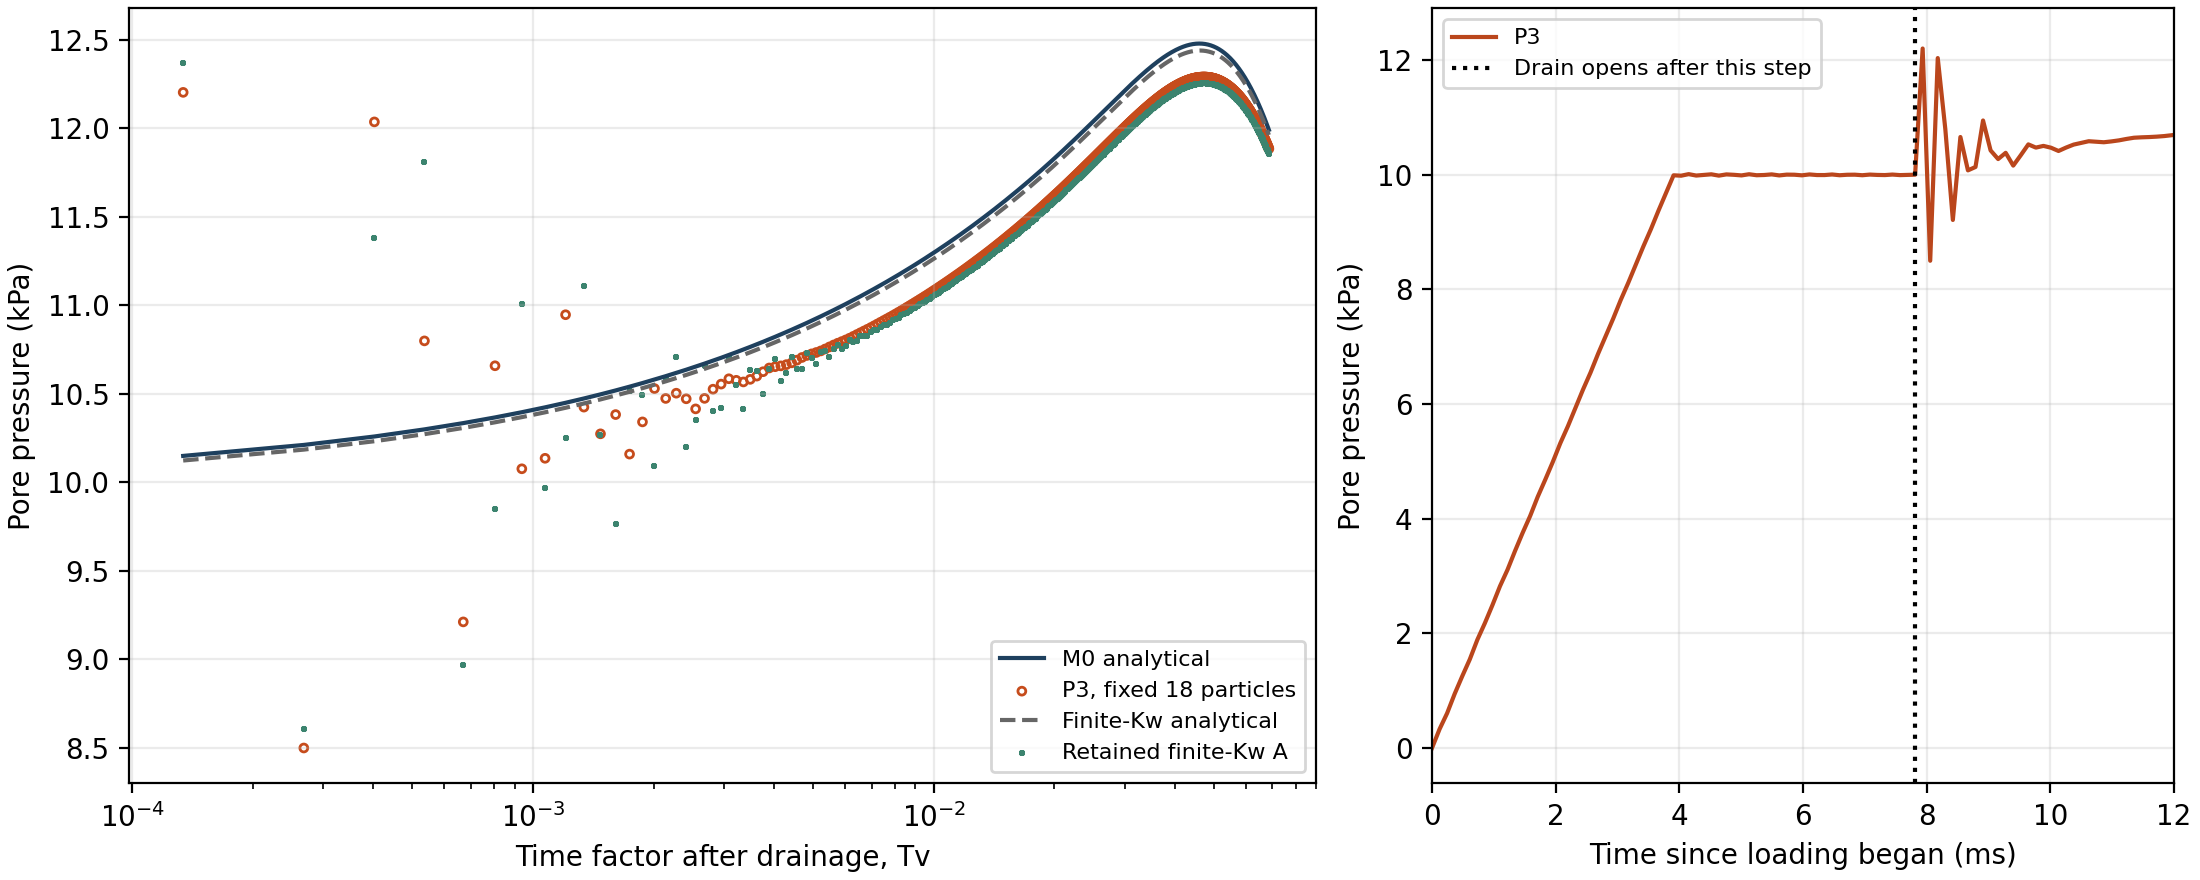 Pore pressure (kPa)
12.5
12.0
11.5
11.0
10.5
10.0
9.5
9.0
8.5
M0 analytical
P3, fixed 18 particles
Finite-Kw analytical
Retained finite-Kw A
10⁻⁴
10⁻³
10⁻²
Time factor after drainage, Tv
Pore pressure (kPa)
12
10
8
6
4
2
0
P3
Drain opens after this step
0
2
4
6
8
10
12
Time since loading began (ms)